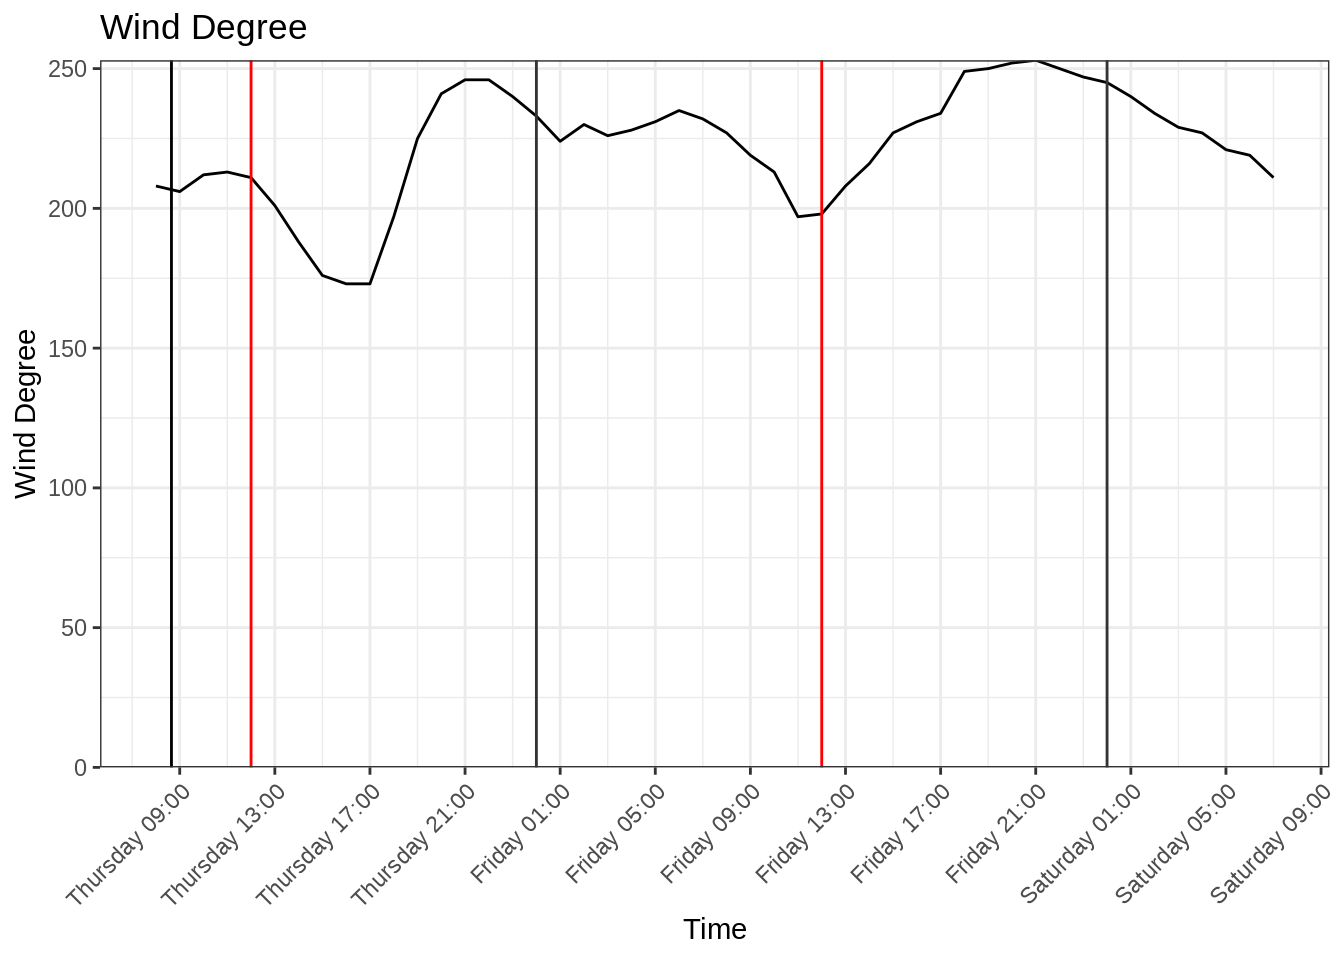 Wind Degree
Wind Degree
250
200
150
100
50
0
Thursday 09:00
Thursday 13:00
Thursday 17:00
Thursday 21:00
Friday 01:00
Friday 05:00
Friday 09:00
Friday 13:00
Friday 17:00
Friday 21:00
Saturday 01:00
Saturday 05:00
Saturday 09:00
Time